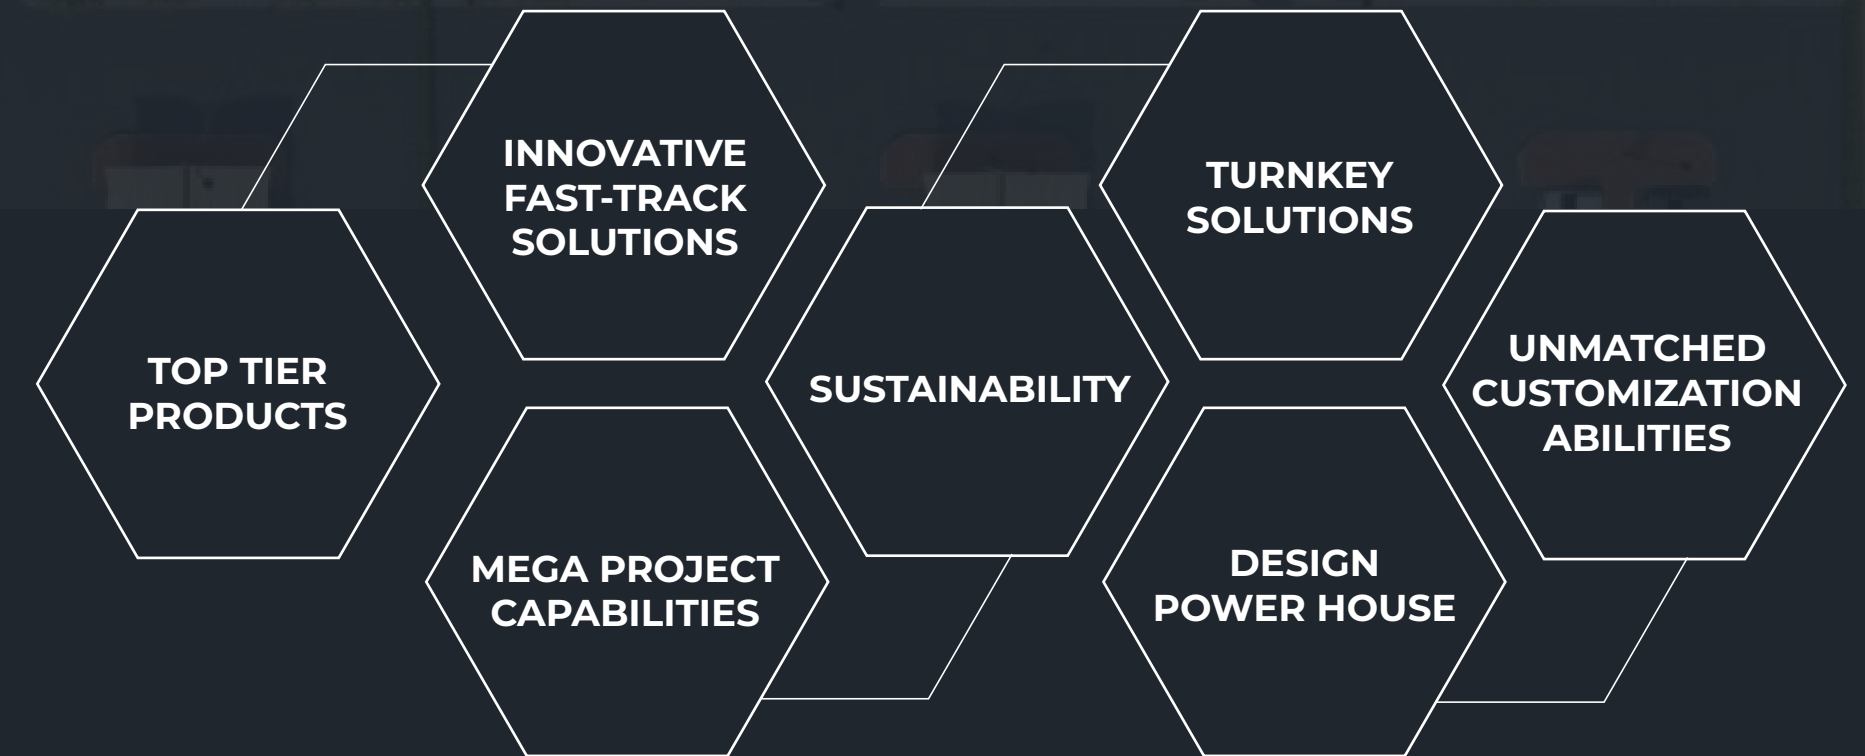 TOP TIER
PRODUCTS
INNOVATIVE
FAST-TRACK
SOLUTIONS
MEGA PROJECT
CAPABILITIES
SUSTAINABILITY
TURNKEY
SOLUTIONS
DESIGN
POWER HOUSE
UNMATCHED
CUSTOMIZATION
ABILITIES